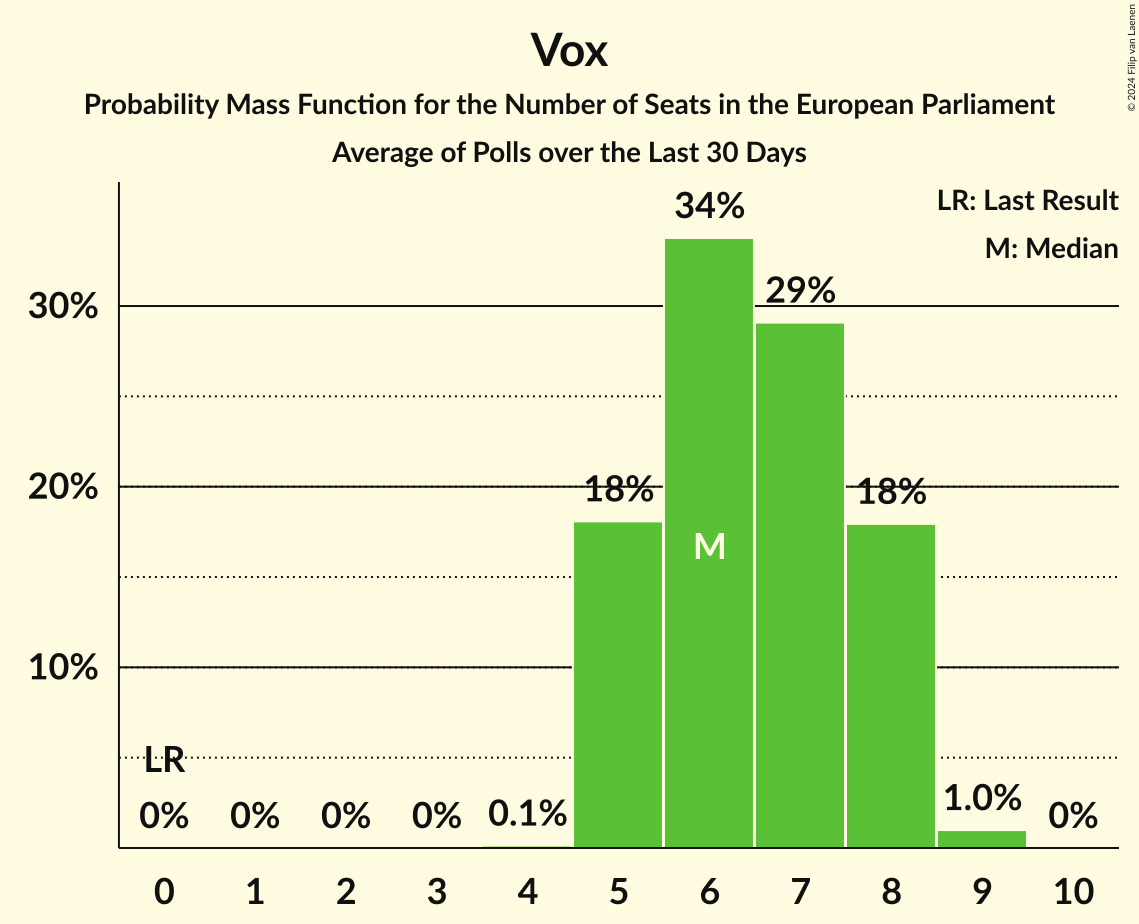 Vox
Probability Mass Function for the Number of Seats in the European Parliament
Average of Polls over the Last 30 Days
© 2024 Filip van Laenen
LR: Last Result
M: Median
34%
29%
30%
18%
18%
20%
M
10%
LR
0%
0%
0%
0%
0.1%
1.0%
0%
0 1 2 3 4 5 6 7 8 9 10